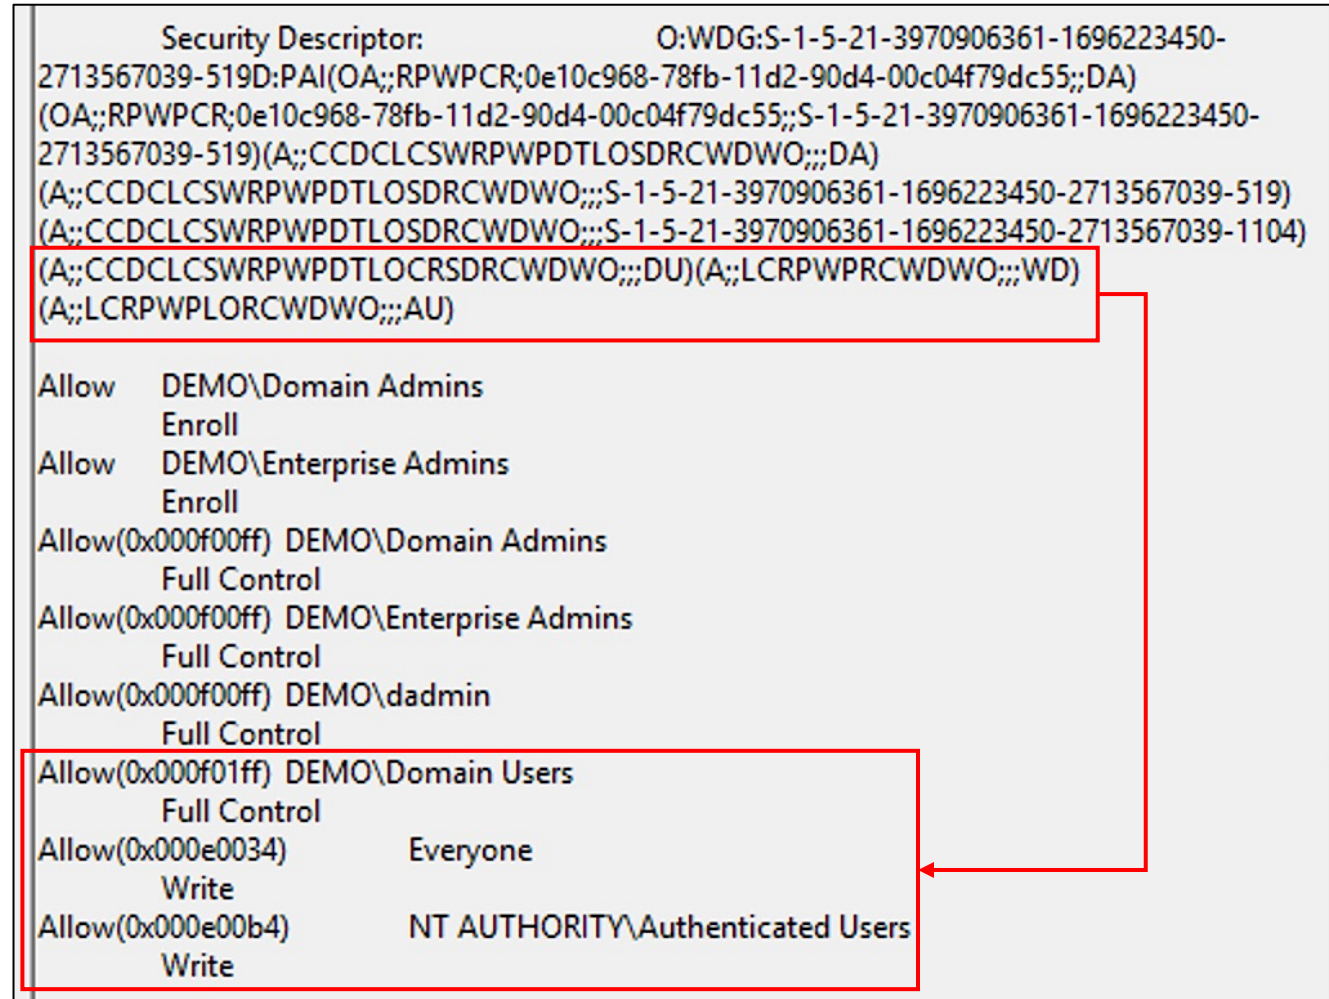 Security Descriptor: O:WDG:S-1-5-21-3970906361-1696223450-
2713567039-519D:PAI(OA;;RPWPCR;0e10c968-78fb-11d2-90d4-00c04f79dc55;;DA)
(OA;;RPWPCR;0e10c968-78fb-11d2-90d4-00c04f79dc55;;S-1-5-21-3970906361-1696223450-
2713567039-519)(A;;CCDCLCSWRPWPDTLOSDRCWDWO;;;DA)
(A;;CCDCLCSWRPWPDTLOSDRCWDWO;;;S-1-5-21-3970906361-1696223450-2713567039-519)
(A;;CCDCLCSWRPWPDTLOSDRCWDWO;;;S-1-5-21-3970906361-1696223450-2713567039-1104)
(A;;CCDCLCSWRPWPDTLOCRSDRCWDWO;;;DU)(A;;LCRPWPRCWDWO;;;WD)
(A;;LCRPWPLORCWDWO;;;AU)
Allow DEMO\Domain Admins
Enroll
Allow DEMO\Enterprise Admins
Enroll
Allow(0x000f00ff) DEMO\Domain Admins
Full Control
Allow(0x000f00ff) DEMO\Enterprise Admins
Full Control
Allow(0x000f00ff) DEMO\dadmin
Full Control
Allow(0x000f01ff) DEMO\Domain Users
Full Control
Allow(0x000e0034) Everyone
Write
Allow(0x000e00b4) NT AUTHORITY\Authenticated Users
Write